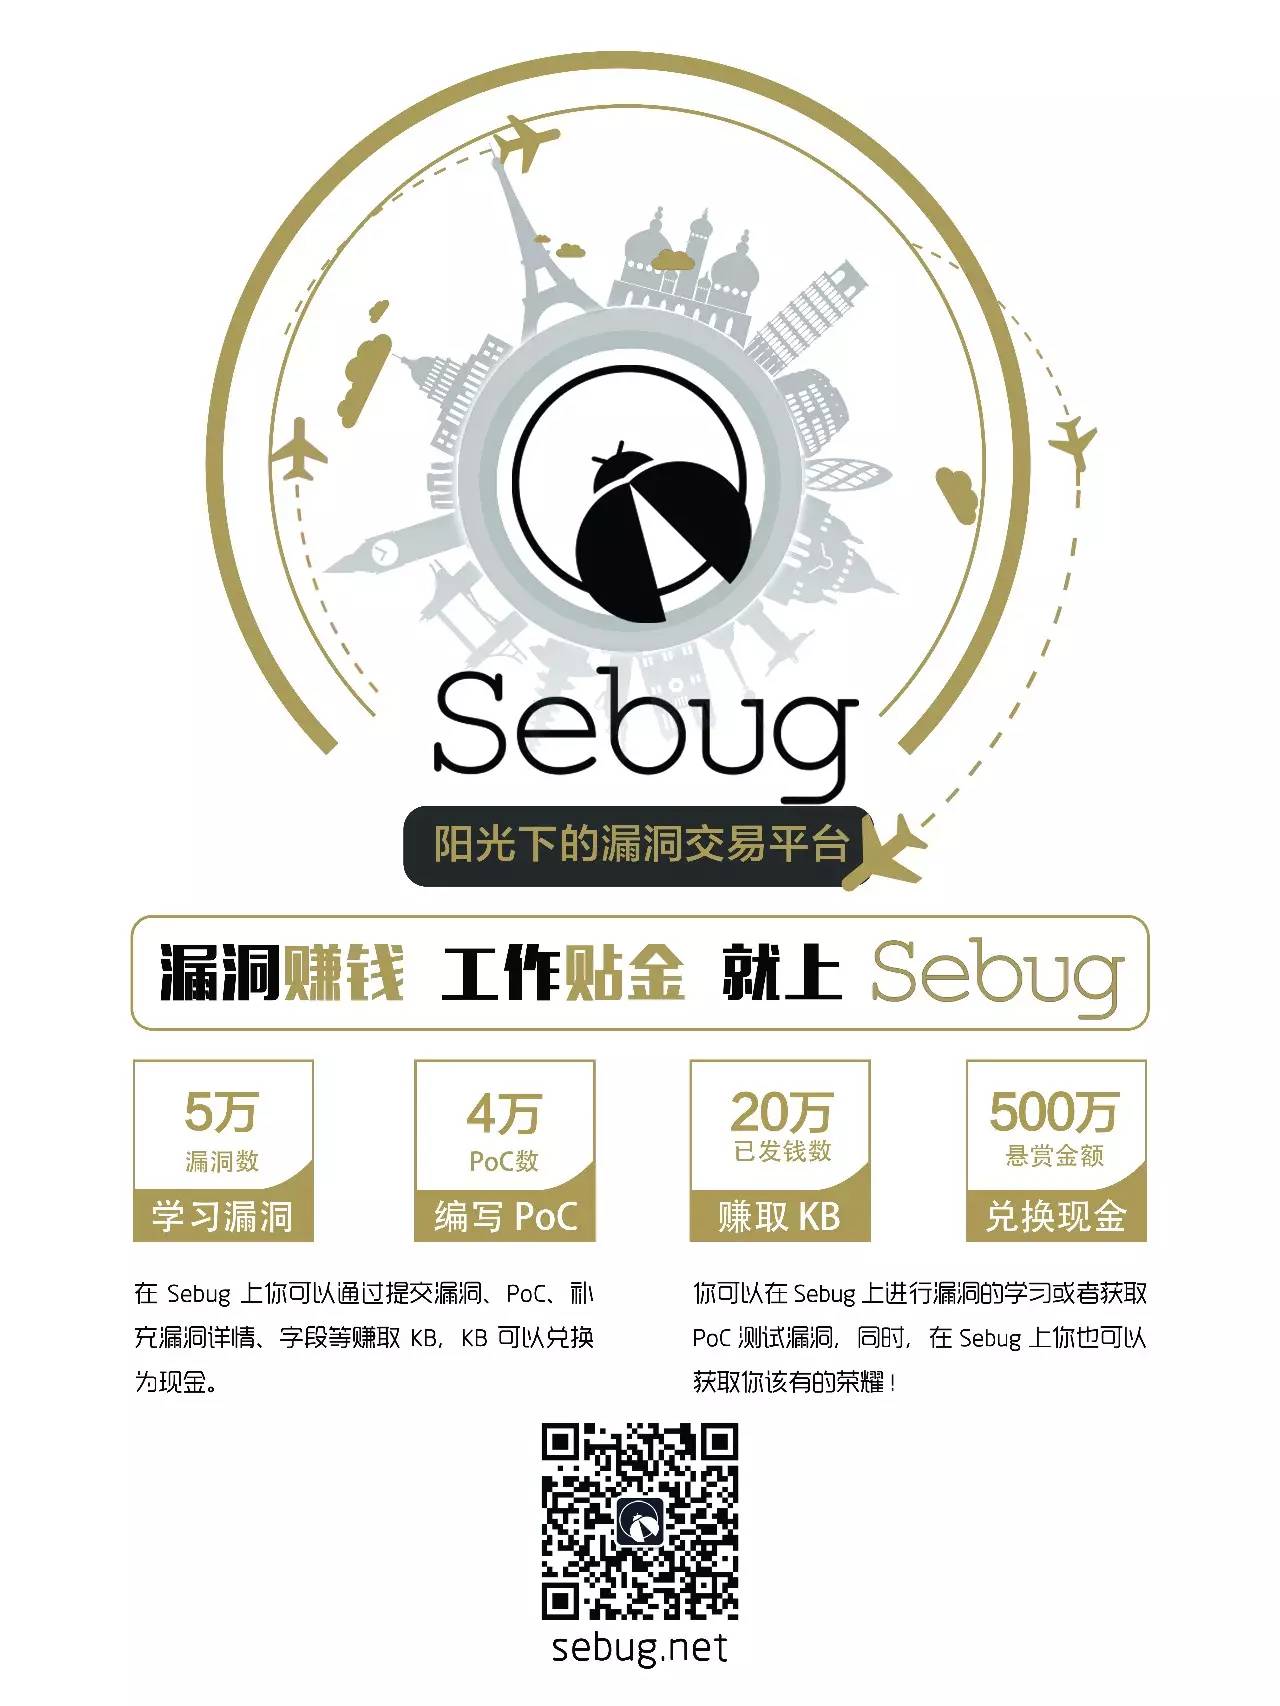 Sebug
阳光下的漏洞交易平台
漏洞赚钱 工作贴金 就上 Sebug
5万
漏洞数
学习漏洞
4万
PoC数
编写 PoC
20万
已发钱数
赚取 KB
500万
悬赏金额
兑换现金
在 Sebug 上你可以通过提交漏洞、PoC、补
充漏洞详情、字段等赚取 KB，KB 可以兑换
为现金。
你可以在 Sebug 上进行漏洞的学习或者获取
PoC 测试漏洞，同时，在 Sebug 上你也可以
获取你该有的荣耀！
sebug.net